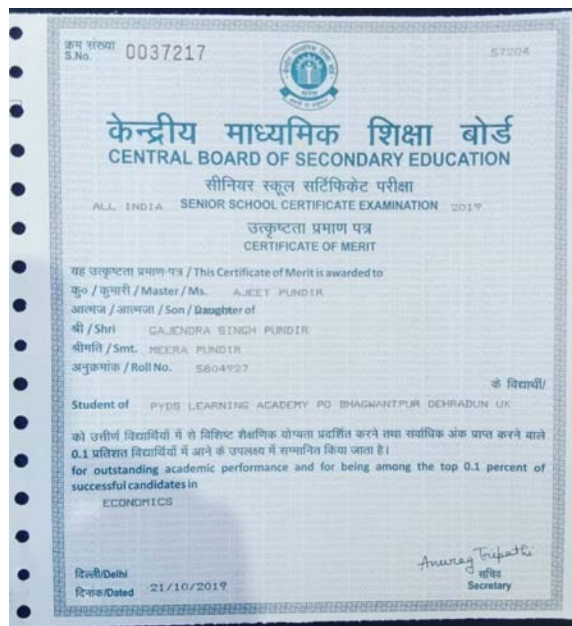 क्रम संख्या
S.No. 0037217 57204
केन्द्रीय माध्यमिक शिक्षा बोर्ड
CENTRAL BOARD OF SECONDARY EDUCATION
सीनियर स्कूल सर्टिफिकेट परीक्षा
ALL INDIA SENIOR SCHOOL CERTIFICATE EXAMINATION 2019
उत्कृष्टता प्रमाण पत्र
CERTIFICATE OF MERIT
यह उत्कृष्टता प्रमाण-पत्र / This Certificate of Merit is awarded to
कु० / कुमारी / Master / Ms. AJEET PUNDIR
आत्मज / आत्मजा / Son / Daughter of
श्री / Shri GAJENDRA SINGH PUNDIR
श्रीमति / Smt. MEERA PUNDIR
अनुक्रमांक / Roll No. 5804927
के विद्यार्थी/
Student of PYDS LEARNING ACADEMY PO BHAGWANTPUR DEHRADUN UK
को उत्तीर्ण विद्यार्थियों में से विशिष्ट शैक्षणिक योग्यता प्रदर्शित करने तथा सर्वाधिक अंक प्राप्त करने वाले
0.1 प्रतिशत विद्यार्थियों में आने के उपलक्ष्य में सम्मानित किया जाता है।
for outstanding academic performance and for being among the top 0.1 percent of
successful candidates in
ECONOMICS
Anurag Tripathi
दिल्ली/Delhi सचिव
दिनांक/Dated 21/10/2019 Secretary